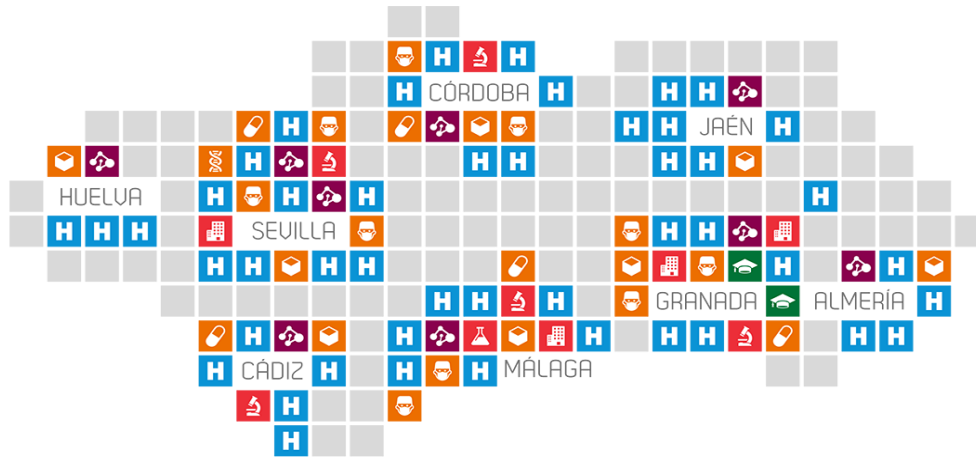 H H
H CÓRDOBA H H H
H H H JAÉN H
H H H H H
HUELVA H H H H
H H H SEVILLA H H
H H H H H H
H H H GRANADA ALMERÍA H
H H H H H H H
H CÁDIZ H H H MÁLAGA
H
H